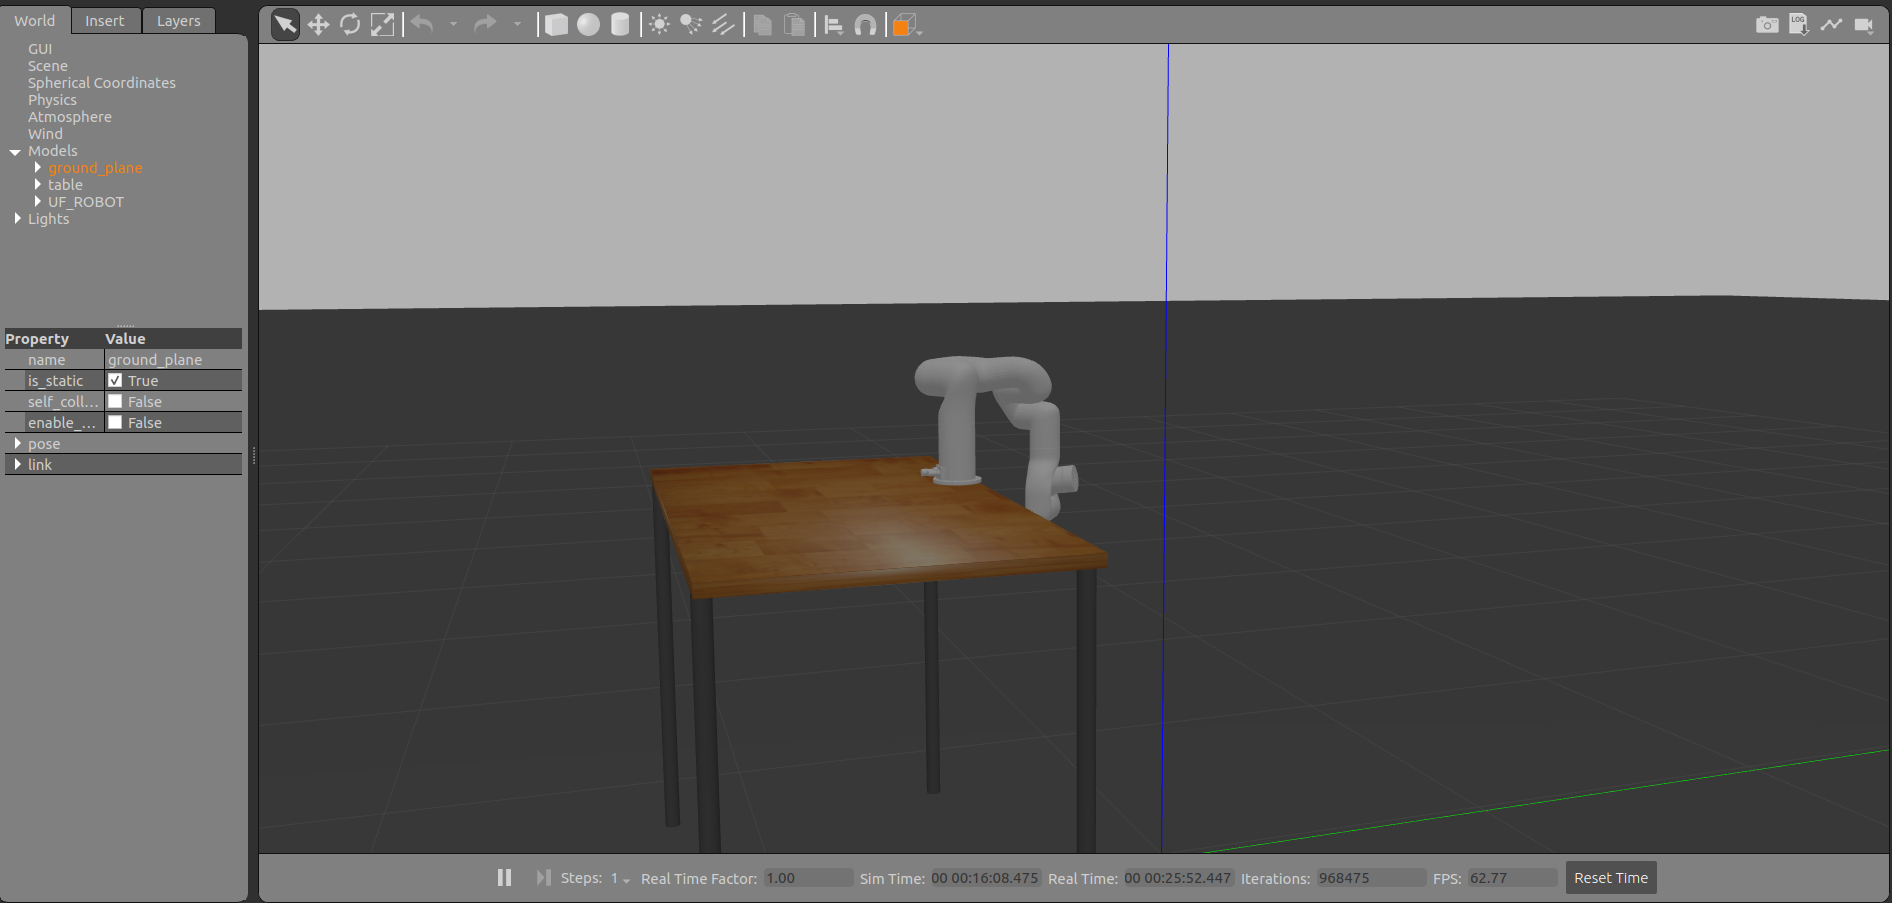 World Insert Layers
GUI
Scene
Spherical Coordinates
Physics
Atmosphere
Wind
Models
ground_plane
table
UF_ROBOT
Lights
Property Value
name ground_plane
is_static True
self_coll... False
enable_... False
pose
link
LOG
Steps: 1 Real Time Factor: 1.00 Sim Time: 00 00:16:08.475 Real Time: 00 00:25:52.447 Iterations: 968475 FPS: 62.77 Reset Time